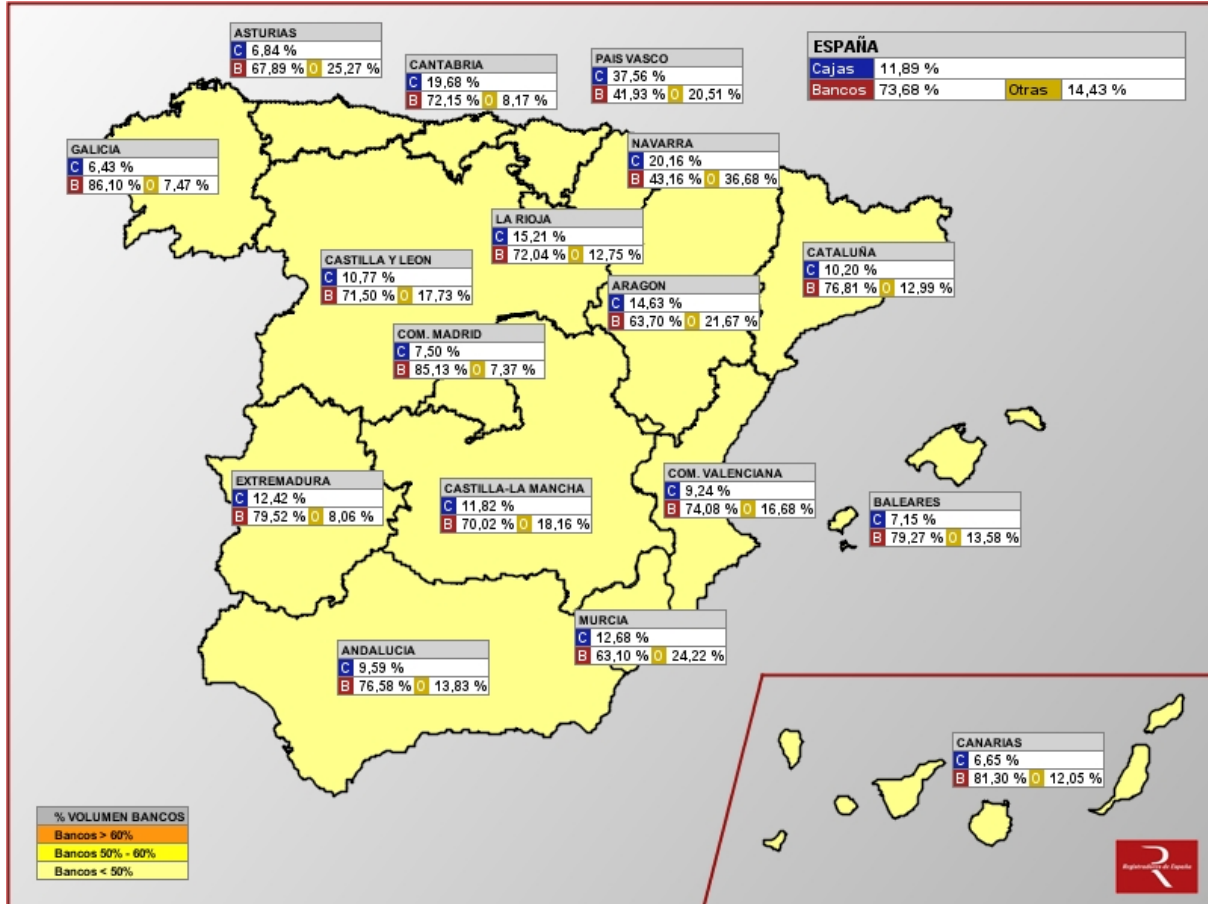 ASTURIAS
C 6,84 %
B 67,89 % O 25,27 %
CANTABRIA
C 19,68 %
B 72,15 % O 8,17 %
PAIS VASCO
C 37,56 %
B 41,93 % O 20,51 %
ESPAÑA
Cajas 11,89 %
Bancos 73,68 % Otras 14,43 %
GALICIA
C 6,43 %
B 86,10 % O 7,47 %
NAVARRA
C 20,16 %
B 43,16 % O 36,68 %
LA RIOJA
C 15,21 %
B 72,04 % O 12,75 %
CASTILLA Y LEON
C 10,77 %
B 71,50 % O 17,73 %
CATALUÑA
C 10,20 %
B 76,81 % O 12,99 %
ARAGON
C 14,63 %
B 63,70 % O 21,67 %
COM. MADRID
C 7,50 %
B 85,13 % O 7,37 %
EXTREMADURA
C 12,42 %
B 79,52 % O 8,06 %
CASTILLA-LA MANCHA
C 11,82 %
B 70,02 % O 18,16 %
COM. VALENCIANA
C 9,24 %
B 74,08 % O 16,68 %
BALEARES
C 7,15 %
B 79,27 % O 13,58 %
MURCIA
C 12,68 %
B 63,10 % O 24,22 %
ANDALUCIA
C 9,59 %
B 76,58 % O 13,83 %
CANARIAS
C 6,65 %
B 81,30 % O 12,05 %
% VOLUMEN BANCOS
Bancos > 60%
Bancos 50% - 60%
Bancos < 50%
R
Registradores de España